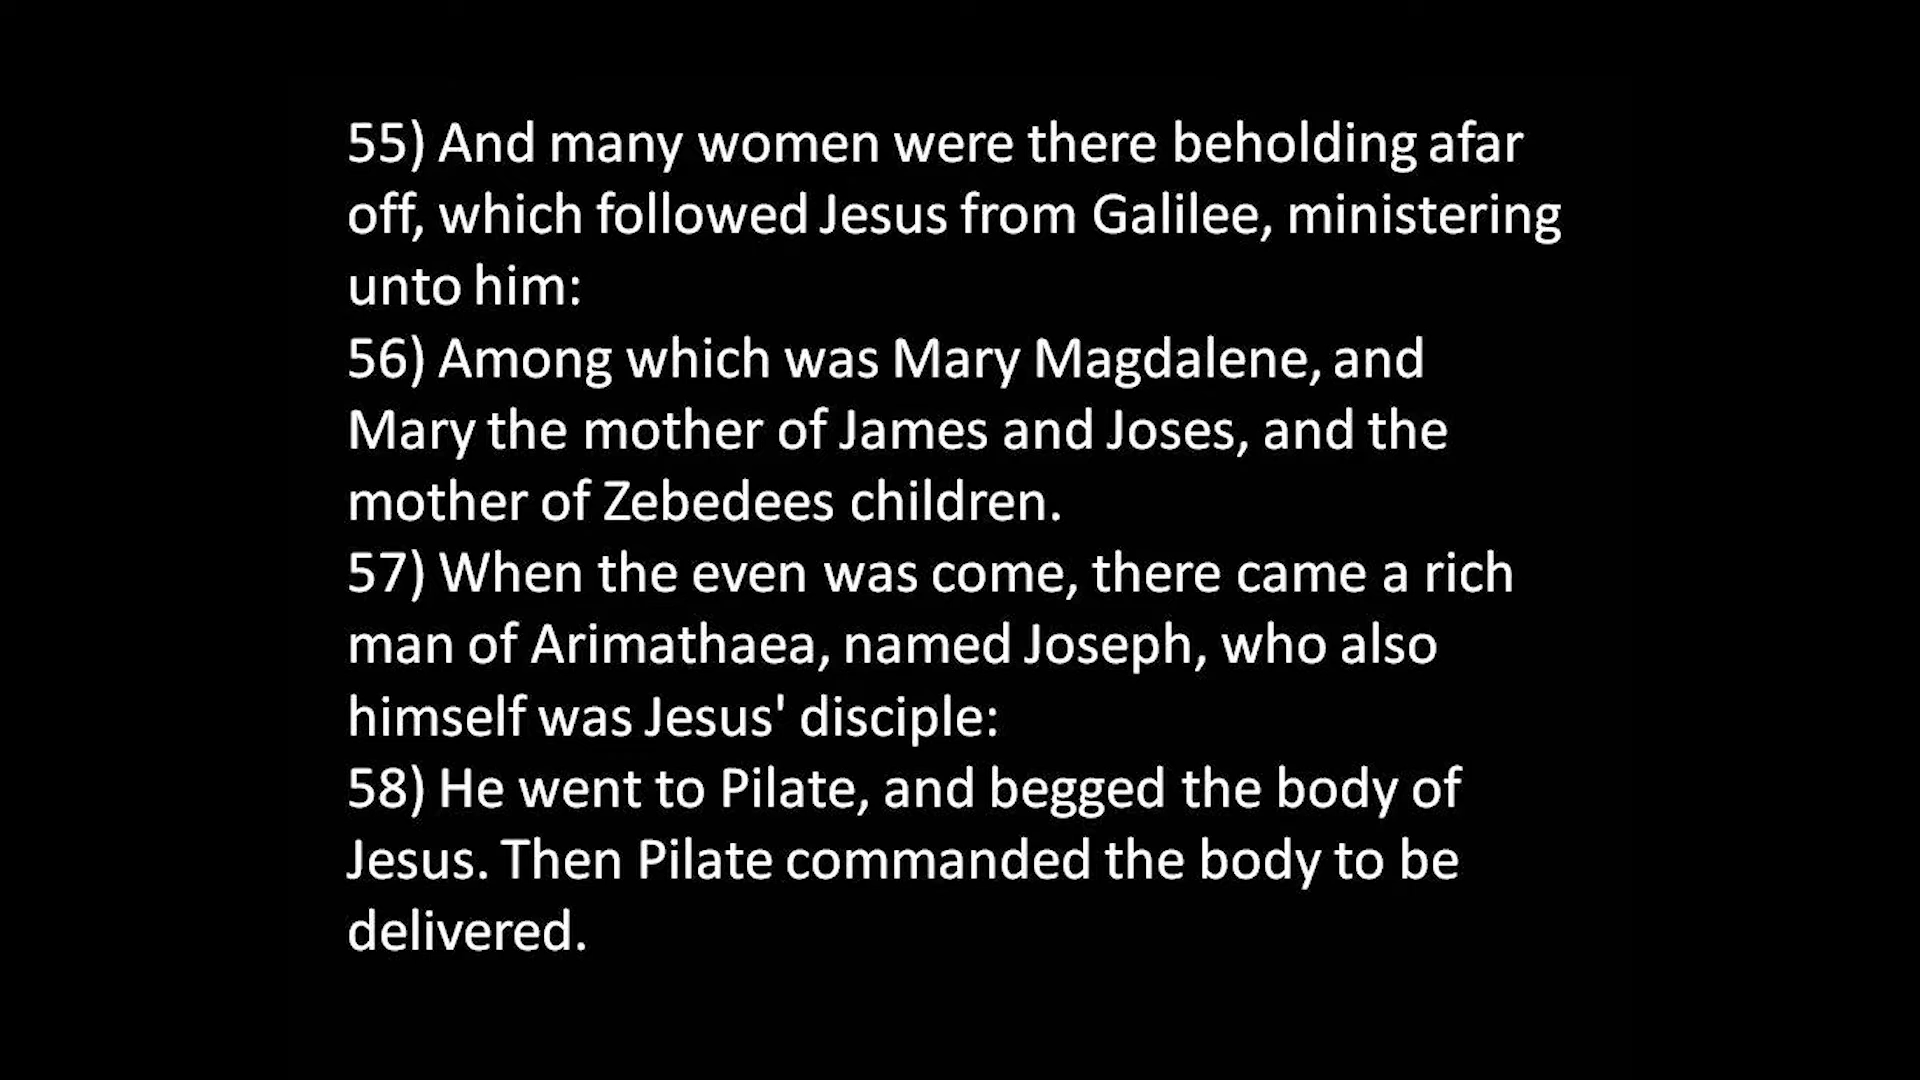 55) And many women were there beholding afar
off, which followed Jesus from Galilee, ministering
unto him:
56) Among which was Mary Magdalene, and
Mary the mother of James and Joses, and the
mother of Zebedees children.
57) When the even was come, there came a rich
man of Arimathaea, named Joseph, who also
himself was Jesus' disciple:
58) He went to Pilate, and begged the body of
Jesus. Then Pilate commanded the body to be
delivered.